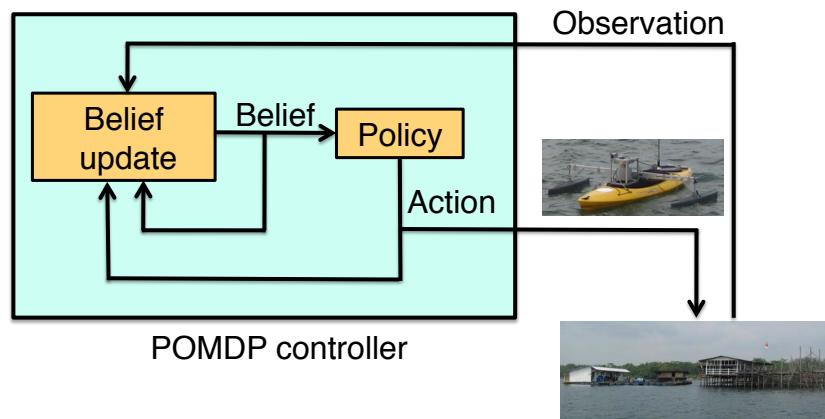 Observation
Belief
update
Belief
Policy
Action
POMDP controller